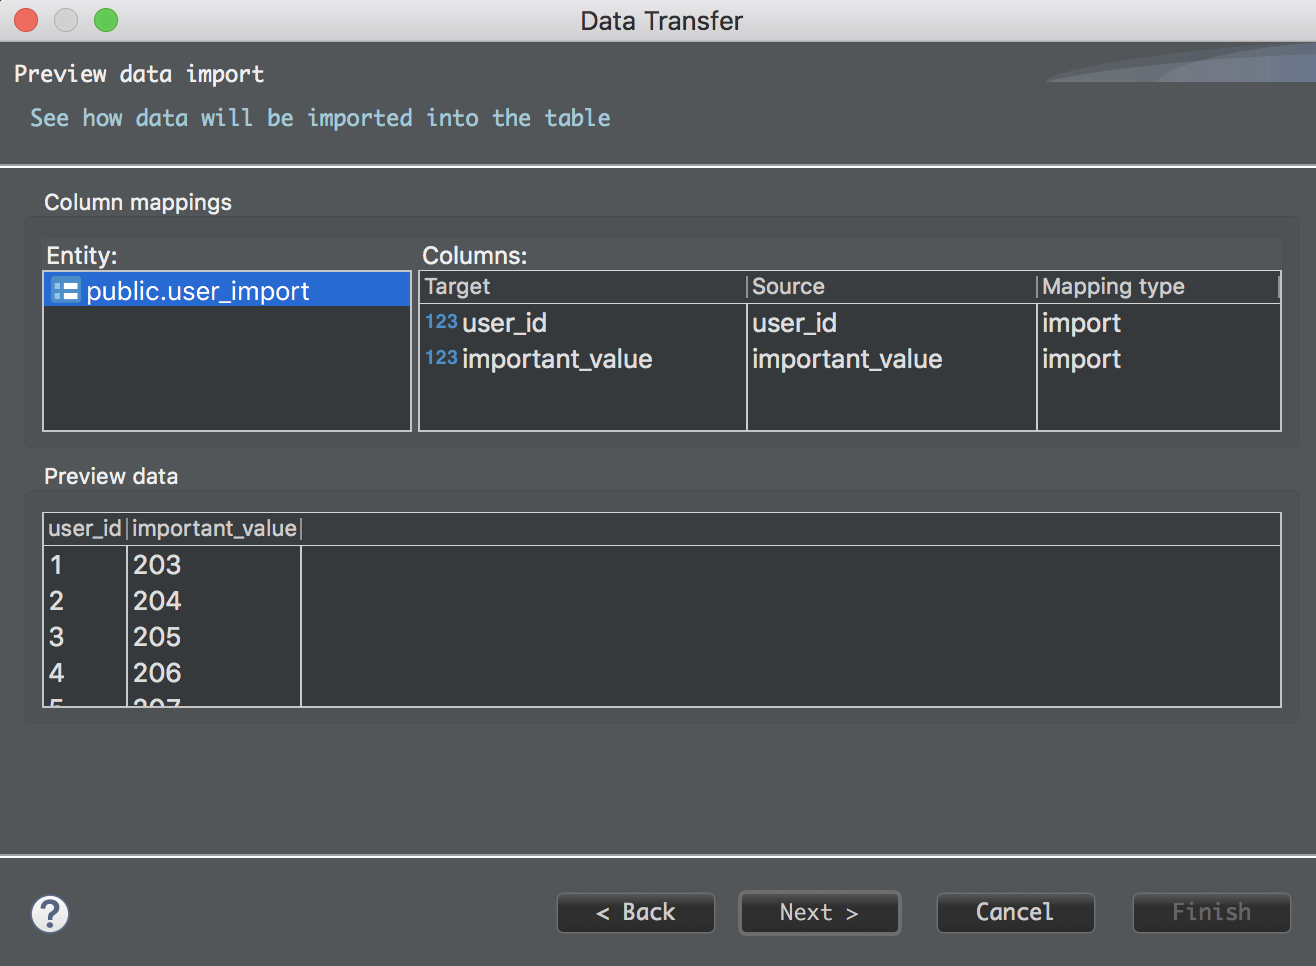 Data Transfer
Preview data import
See how data will be imported into the table
Column mappings
Entity:
Columns:
public.user_import
Target Source Mapping type
123 user_id user_id import
123 important_value important_value import
Preview data
user_id important_value
1 203
2 204
3 205
4 206
5 207
? < Back Next > Cancel Finish